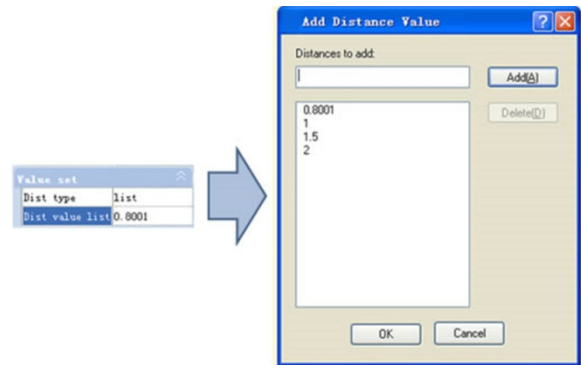 Value set
Dist type list
Dist value list 0.8001
Add Distance Value
Distances to add:
Add(A)
Delete(D)
0.8001
1
1.5
2
OK
Cancel